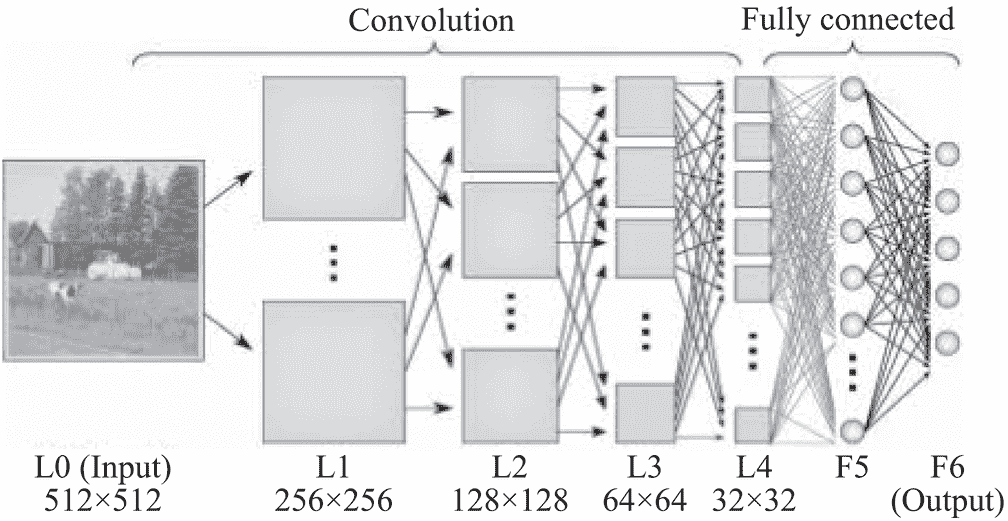 Convolution
Fully connected
L0 (Input)
512×512
L1
256×256
L2
128×128
L3
64×64
L4
32×32
F5
F6
(Output)